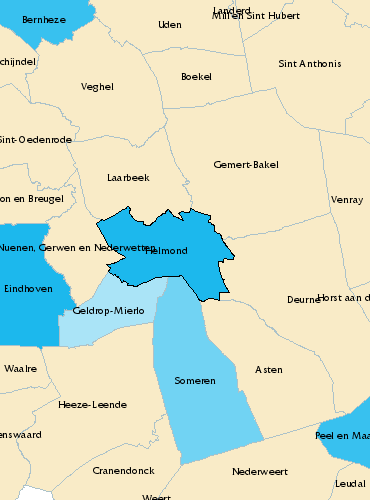 Landerd
Bernheze
Mill en Sint Hubert
Uden
chijndel
Sint Anthonis
Boekel
Veghel
Sint-Oedenrode
Gemert-Bakel
Laarbeek
on en Breugel
Venray
Nuenen, Gerwen en Nederwetten
Helmond
Eindhoven
Deurne
Horst aan d
Geldrop-Mierlo
Waalre
Asten
Someren
Heeze-Leende
enswaard
Peel en Maa
Cranendonck
Nederweert
Leudal
Weert